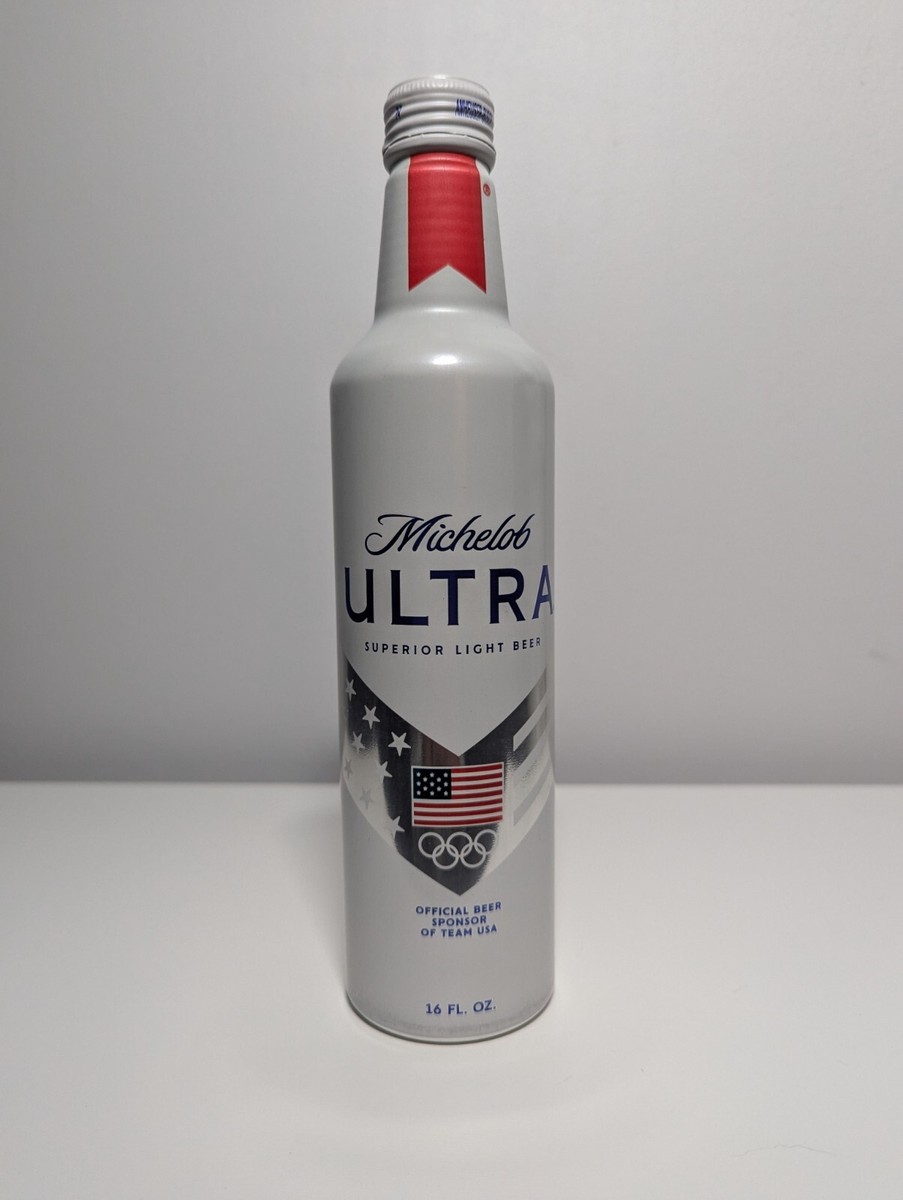 Michelob
ULTRA
SUPERIOR LIGHT BEER
OFFICIAL BEER
SPONSOR
OF TEAM USA
16 FL. OZ.